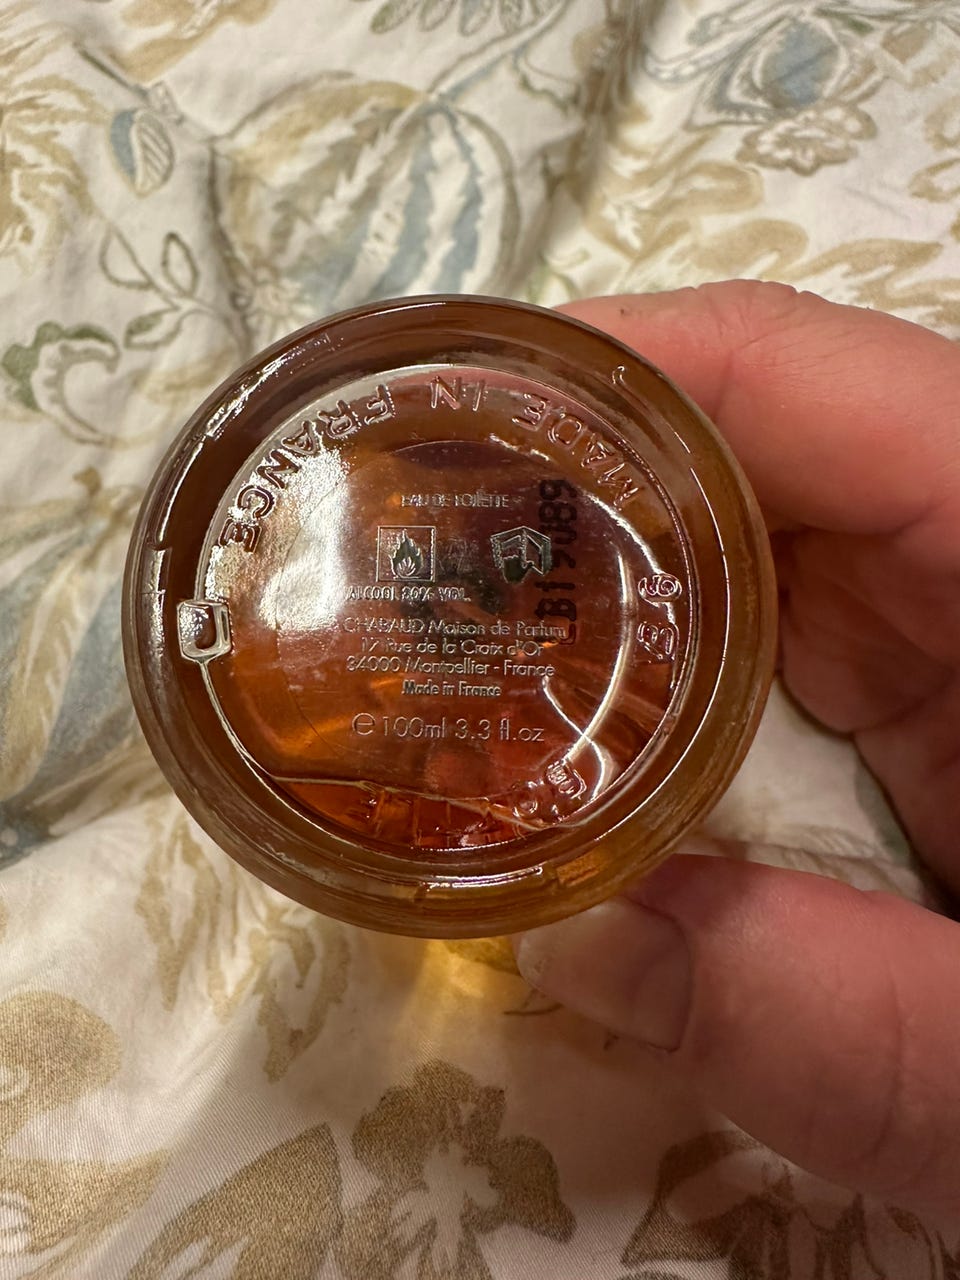 MADE IN FRANCE
EAU DE TOILETTE
ALCOOL 80% VOL.
CHABAUD Maison de Parfum
17 Rue de la Croix d'Or
34000 Montpellier - France
Made in France
℮ 100ml 3.3 fl.oz